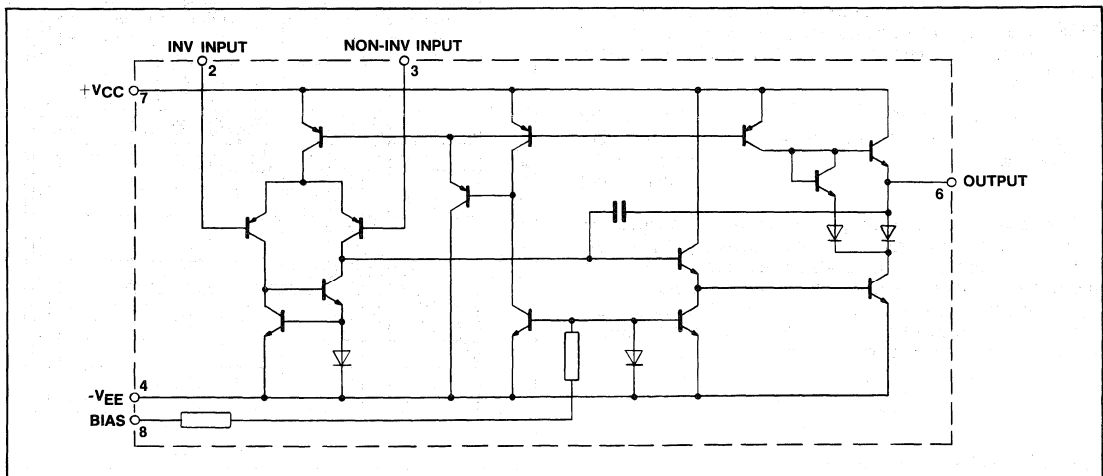 INV INPUT
2
NON-INV INPUT
3
+VCC
7
OUTPUT
6
4
-VEE
BIAS
8